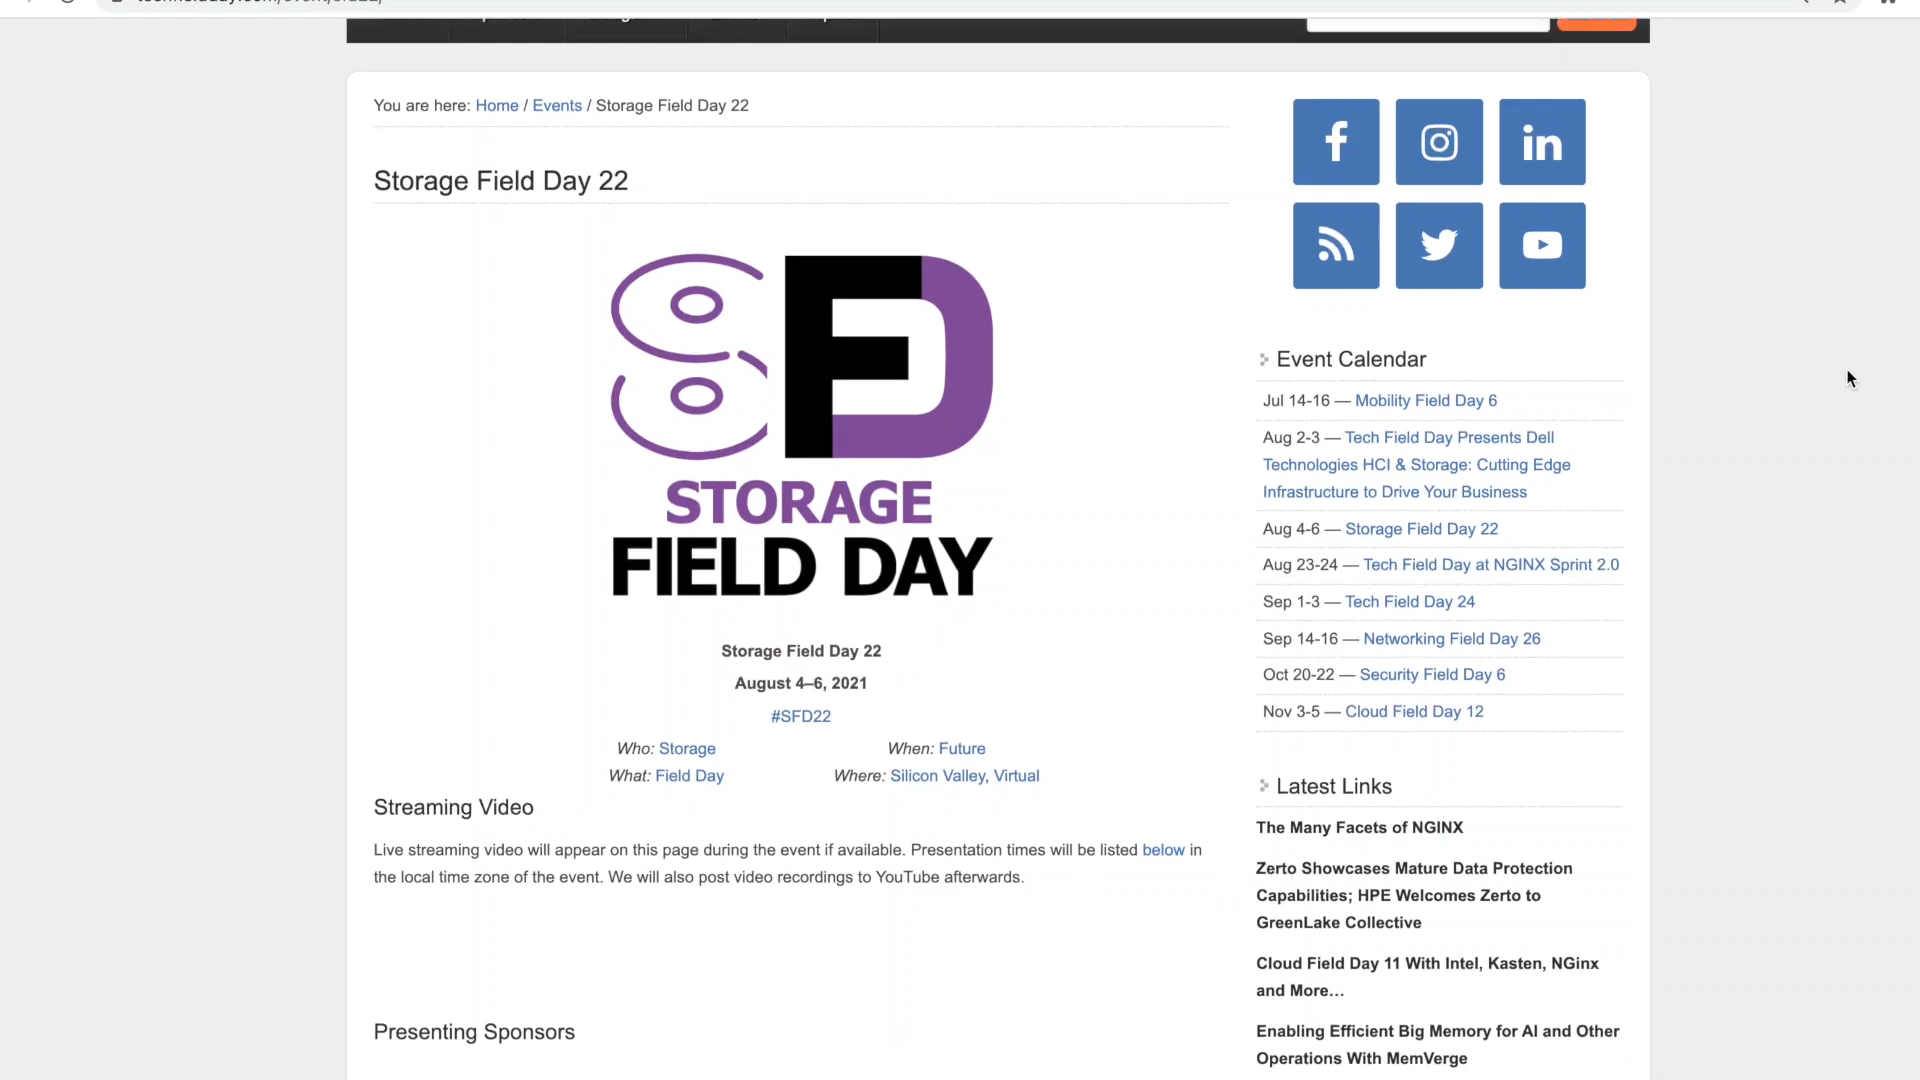 You are here: Home / Events / Storage Field Day 22
Storage Field Day 22
SFD
STORAGE
FIELD DAY
Storage Field Day 22
August 4–6, 2021
#SFD22
Who: Storage
When: Future
What: Field Day
Where: Silicon Valley, Virtual
Streaming Video
Live streaming video will appear on this page during the event if available. Presentation times will be listed below in
the local time zone of the event. We will also post video recordings to YouTube afterwards.
Presenting Sponsors
Event Calendar
Jul 14-16 — Mobility Field Day 6
Aug 2-3 — Tech Field Day Presents Dell
Technologies HCI & Storage: Cutting Edge
Infrastructure to Drive Your Business
Aug 4-6 — Storage Field Day 22
Aug 23-24 — Tech Field Day at NGINX Sprint 2.0
Sep 1-3 — Tech Field Day 24
Sep 14-16 — Networking Field Day 26
Oct 20-22 — Security Field Day 6
Nov 3-5 — Cloud Field Day 12
Latest Links
The Many Facets of NGINX
Zerto Showcases Mature Data Protection
Capabilities; HPE Welcomes Zerto to
GreenLake Collective
Cloud Field Day 11 With Intel, Kasten, NGinx
and More…
Enabling Efficient Big Memory for AI and Other
Operations With MemVerge